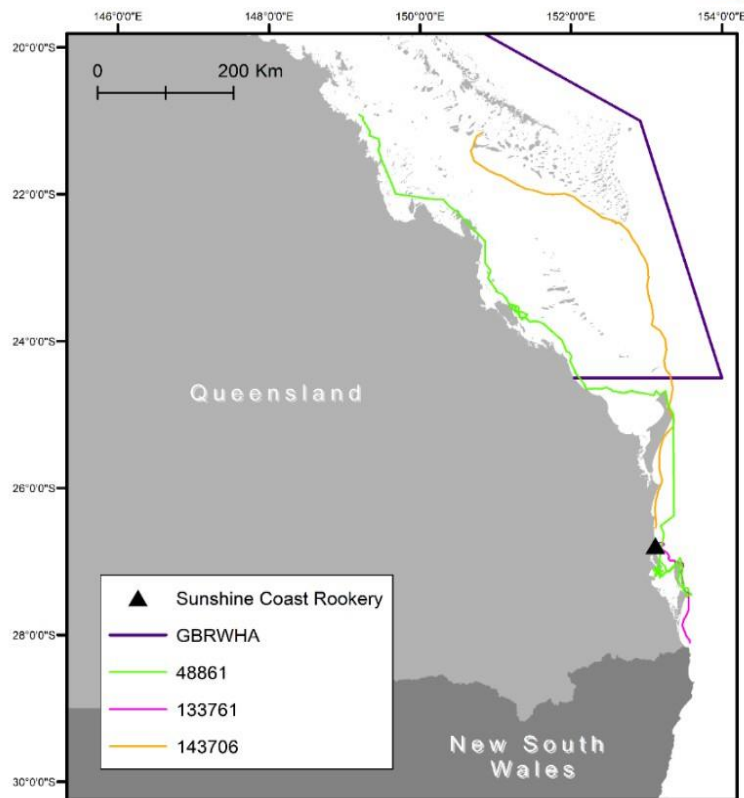 146°0'0"E 148°0'0"E 150°0'0"E 152°0'0"E 154°0'0"E
20°0'0"S
0 200 Km
22°0'0"S
24°0'0"S
Queensland
26°0'0"S
Sunshine Coast Rookery
GBRWHA
28°0'0"S
48861
133761
143706
New South
Wales
30°0'0"S